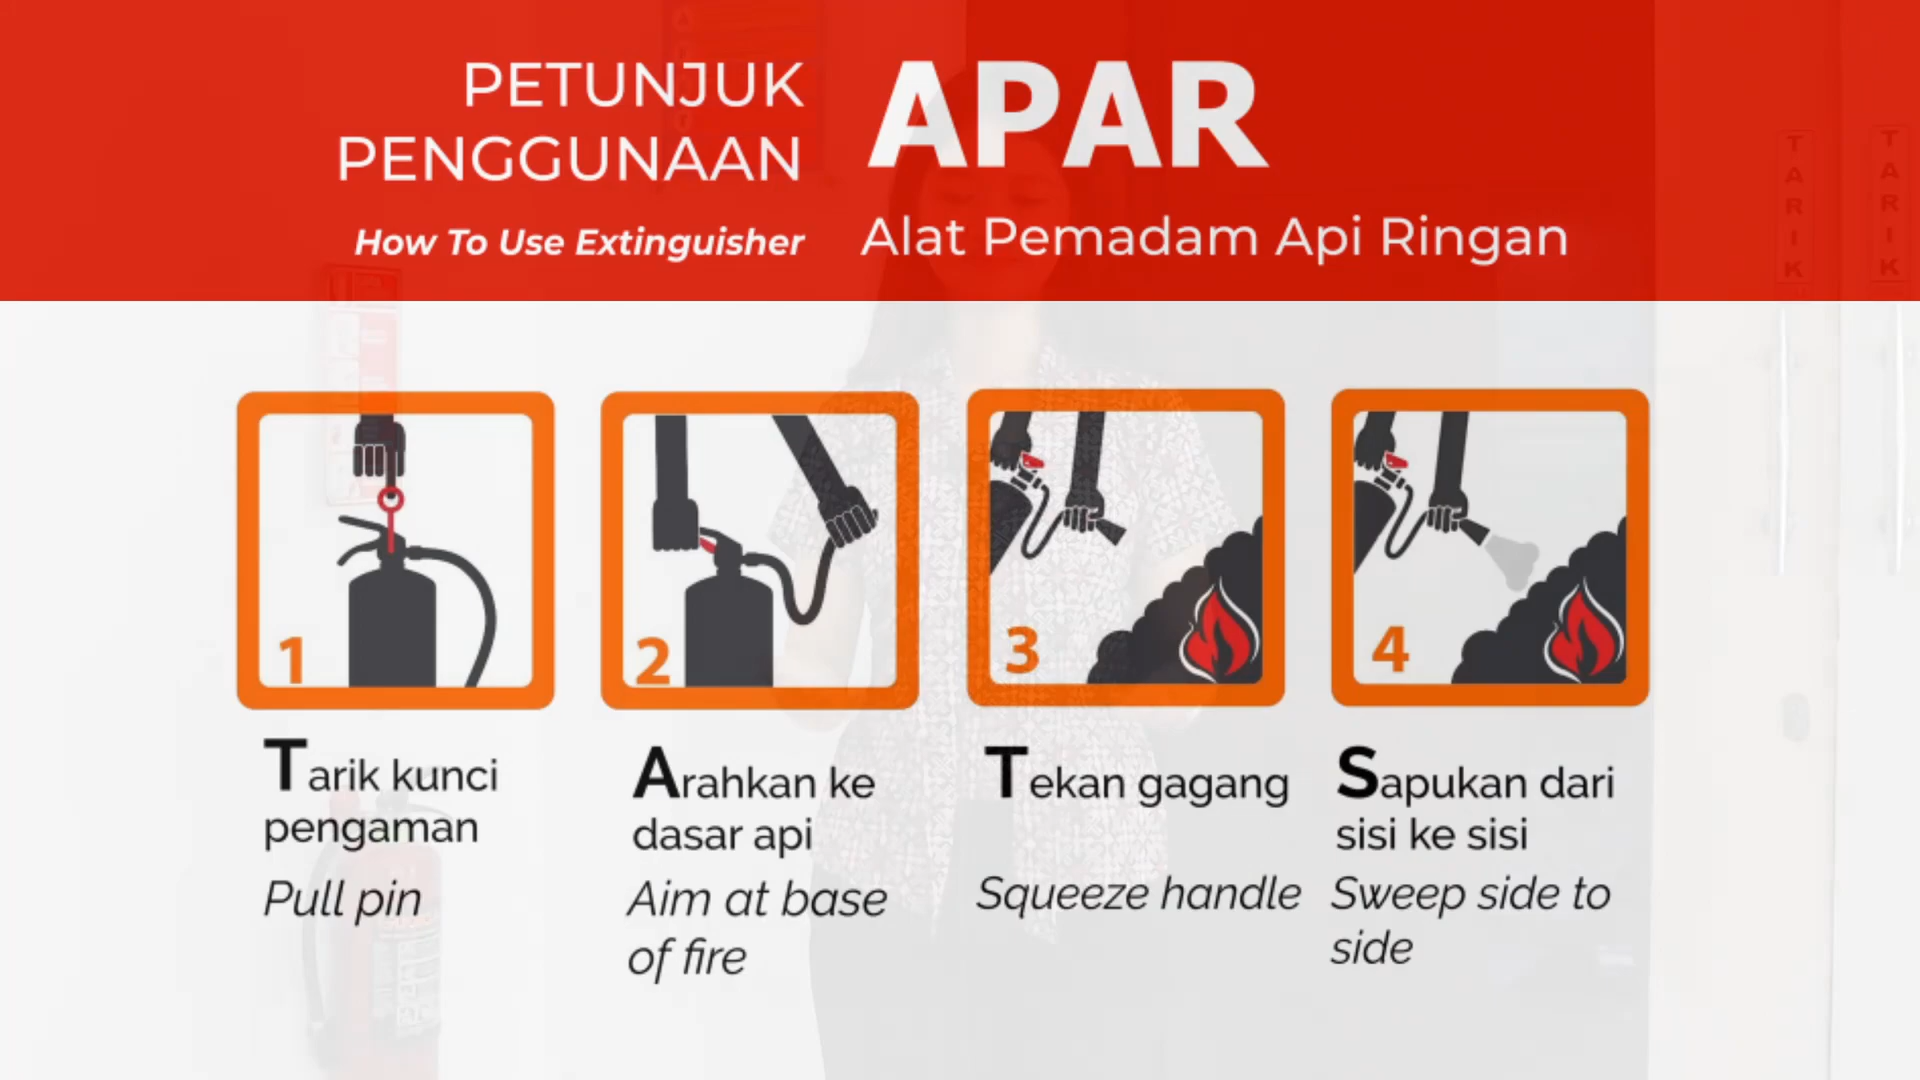 PETUNJUK
PENGGUNAAN
How To Use Extinguisher
APAR
Alat Pemadam Api Ringan
TARIK
TARIK
1
2
3
4
Tarik kunci
pengaman
Pull pin
Arahkan ke
dasar api
Aim at base
of fire
Tekan gagang
Squeeze handle
Sapukan dari
sisi ke sisi
Sweep side to
side